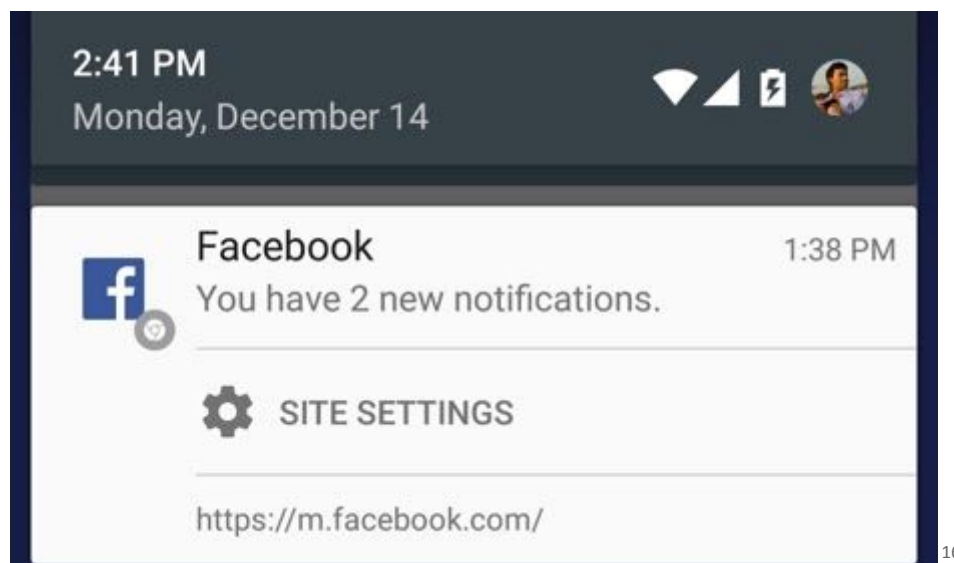 2:41 PM
Monday, December 14
Facebook
1:38 PM
You have 2 new notifications.
SITE SETTINGS
https://m.facebook.com/
16